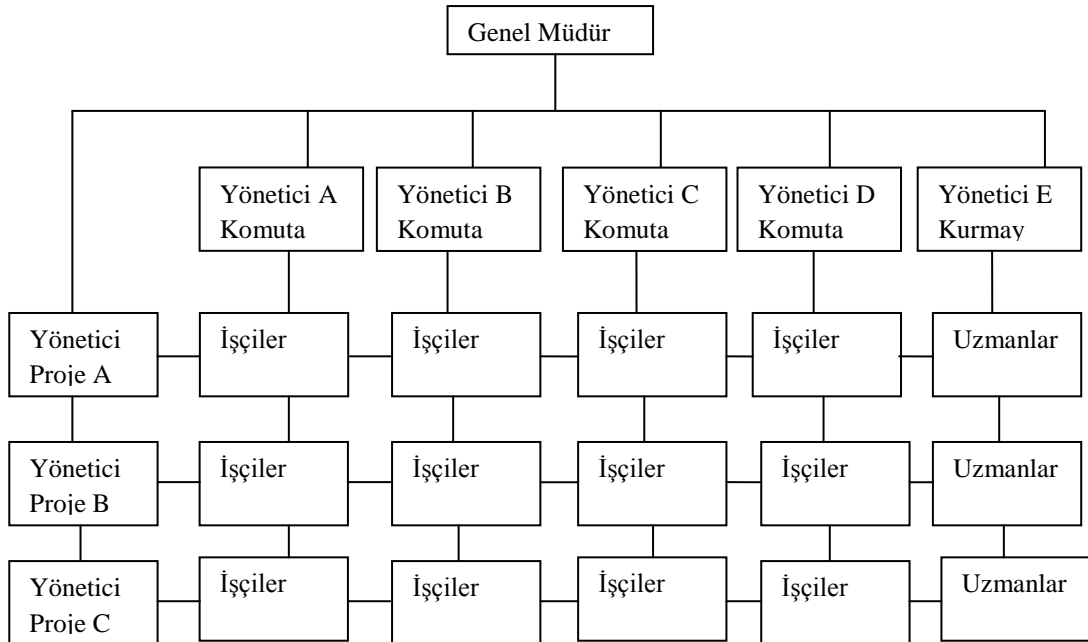 Genel Müdür
Yönetici A
Komuta
Yönetici B
Komuta
Yönetici C
Komuta
Yönetici D
Komuta
Yönetici E
Kurmay
Yönetici
Proje A
İşçiler
İşçiler
İşçiler
İşçiler
Uzmanlar
Yönetici
Proje B
İşçiler
İşçiler
İşçiler
İşçiler
Uzmanlar
Yönetici
Proje C
İşçiler
İşçiler
İşçiler
İşçiler
Uzmanlar